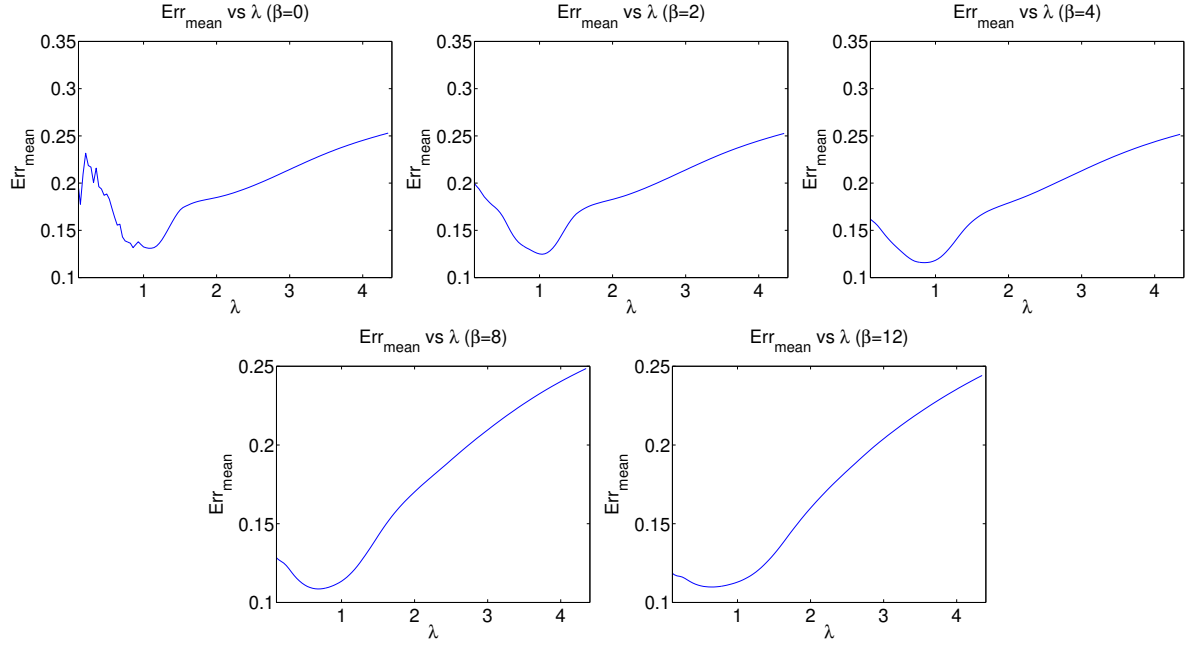 Err_mean vs λ (β=0)
0.35
0.3
0.25
0.2
0.15
0.1
Err_mean
1 2 3 4
λ
Err_mean vs λ (β=2)
0.35
0.3
0.25
0.2
0.15
0.1
Err_mean
1 2 3 4
λ
Err_mean vs λ (β=4)
0.35
0.3
0.25
0.2
0.15
0.1
Err_mean
1 2 3 4
λ
Err_mean vs λ (β=8)
0.25
0.2
0.15
0.1
Err_mean
1 2 3 4
λ
Err_mean vs λ (β=12)
0.25
0.2
0.15
0.1
Err_mean
1 2 3 4
λ